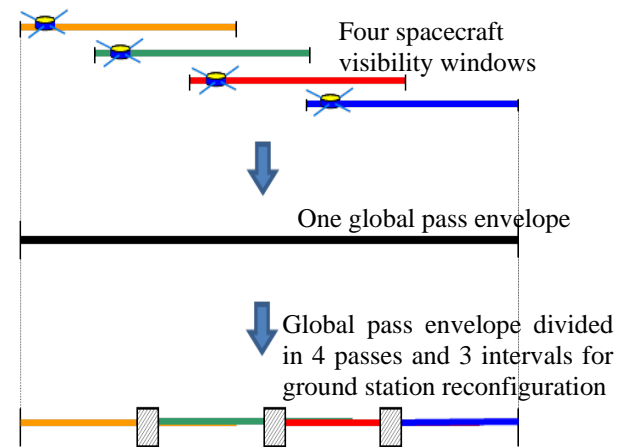 Four spacecraft
visibility windows
One global pass envelope
Global pass envelope divided
in 4 passes and 3 intervals for
ground station reconfiguration